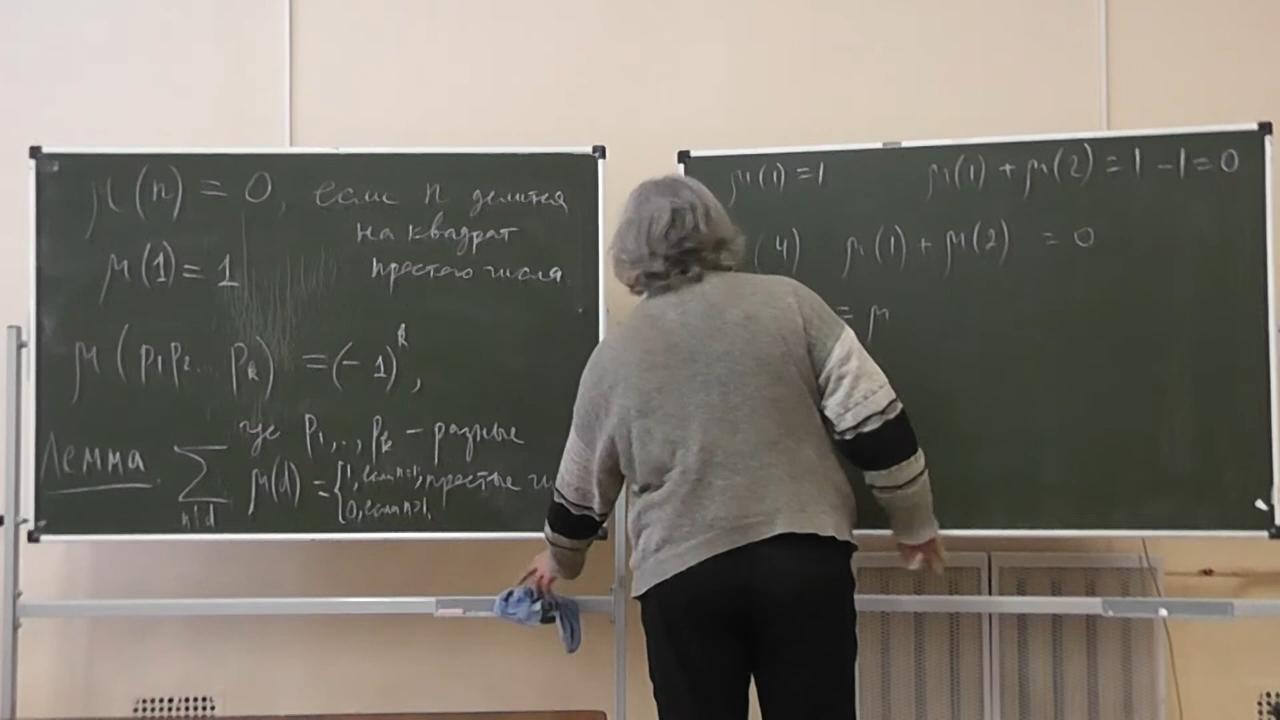 μ(n) = 0, если n делится
на квадрат
μ(1) = 1 простого числа
μ(p₁p₂... pₖ) = (-1)ᵏ,
где p₁,.., pₖ - разные
простые
Лемма. ∑ μ(d) = { 1, если n=1;
n|d
0, если n>1.
μ(1) = 1 μ(1) + μ(2) = 1 - 1 = 0
(4) μ(1) + μ(2) = 0
= μ